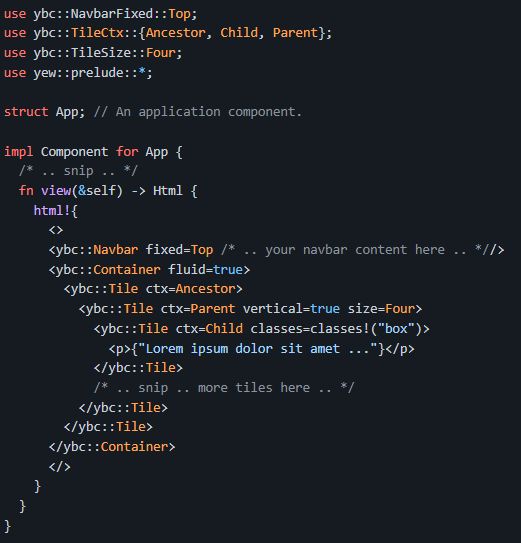 use ybc::NavbarFixed::Top;
use ybc::TileCtx::{Ancestor, Child, Parent};
use ybc::TileSize::Four;
use yew::prelude::*;

struct App; // An application component.

impl Component for App {
  /* .. snip .. */
  fn view(&self) -> Html {
    html!{
      <>
      <ybc::Navbar fixed=Top /* .. your navbar content here .. *//>
      <ybc::Container fluid=true>
        <ybc::Tile ctx=Ancestor>
          <ybc::Tile ctx=Parent vertical=true size=Four>
            <ybc::Tile ctx=Child classes=classes!("box")>
              <p>{"Lorem ipsum dolor sit amet ..."}</p>
            </ybc::Tile>
            /* .. snip .. more tiles here .. */
          </ybc::Tile>
        </ybc::Tile>
      </ybc::Container>
      </>
    }
  }
}